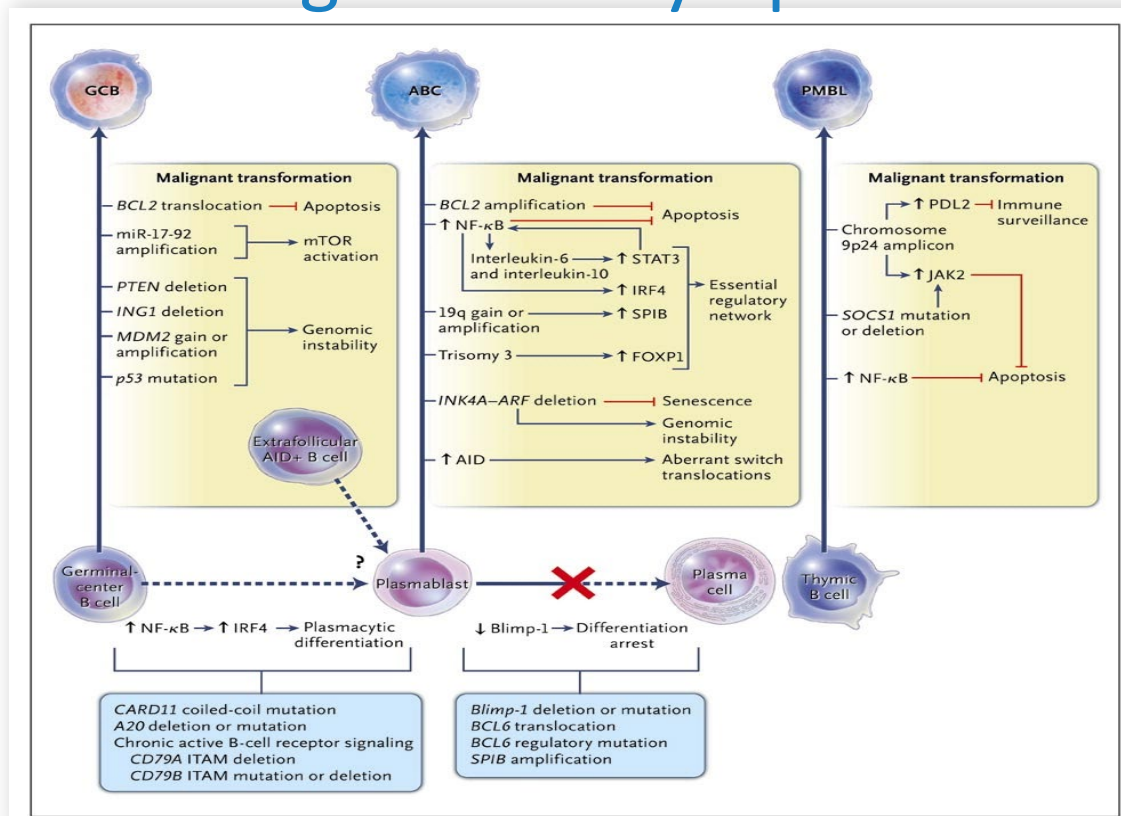 GCB
ABC
PMBL
Malignant transformation
BCL2 translocation
Apoptosis
miR-17-92
amplification
mTOR
activation
PTEN deletion
ING1 deletion
MDM2 gain or
amplification
p53 mutation
Genomic
instability
Extrafollicular
AID+ B cell
Malignant transformation
BCL2 amplification
↑ NF-κB
Apoptosis
Interleukin-6
and interleukin-10
↑ STAT3
↑ IRF4
Essential
regulatory
network
19q gain or
amplification
↑ SPIB
Trisomy 3
↑ FOXP1
INK4A–ARF deletion
Senescence
Genomic
instability
↑ AID
Aberrant switch
translocations
Malignant transformation
↑ PDL2
Immune
surveillance
Chromosome
9p24 amplicon
↑ JAK2
SOCS1 mutation
or deletion
↑ NF-κB
Apoptosis
Germinal-
center
B cell
?
Plasmablast
Plasma
cell
Thymic
B cell
↑ NF-κB → ↑ IRF4 → Plasmacytic
differentiation
↓ Blimp-1 → Differentiation
arrest
CARD11 coiled-coil mutation
A20 deletion or mutation
Chronic active B-cell receptor signaling
CD79A ITAM deletion
CD79B ITAM mutation or deletion
Blimp-1 deletion or mutation
BCL6 translocation
BCL6 regulatory mutation
SPIB amplification